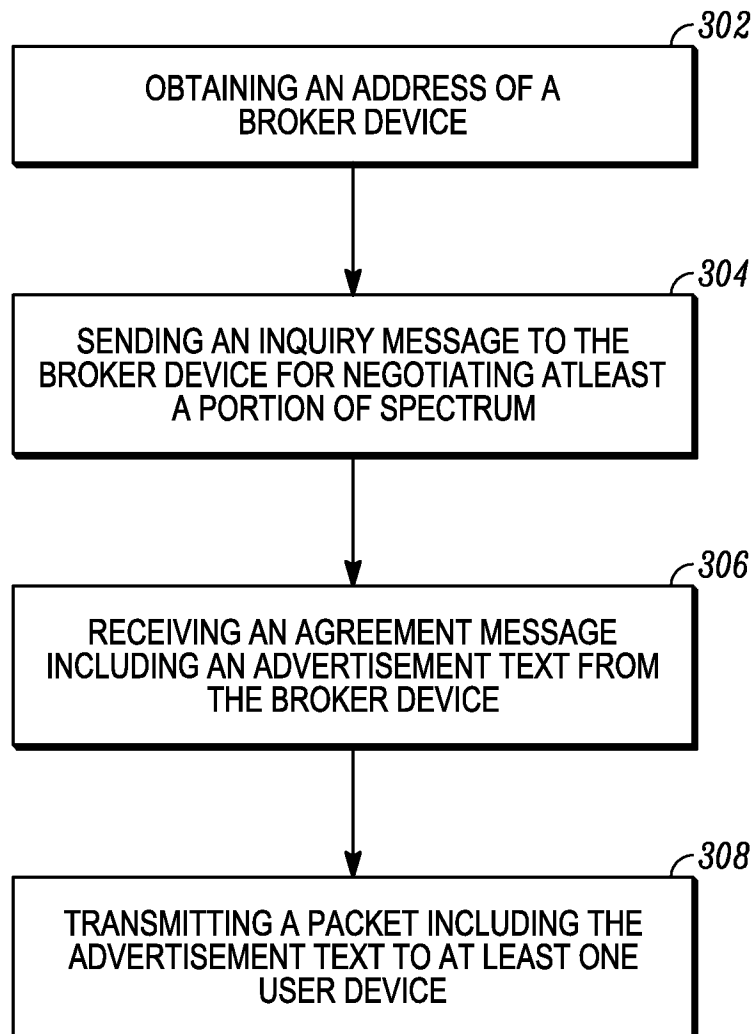 302
OBTAINING AN ADDRESS OF A
BROKER DEVICE
304
SENDING AN INQUIRY MESSAGE TO THE
BROKER DEVICE FOR NEGOTIATING ATLEAST
A PORTION OF SPECTRUM
306
RECEIVING AN AGREEMENT MESSAGE
INCLUDING AN ADVERTISEMENT TEXT FROM
THE BROKER DEVICE
308
TRANSMITTING A PACKET INCLUDING THE
ADVERTISEMENT TEXT TO AT LEAST ONE
USER DEVICE